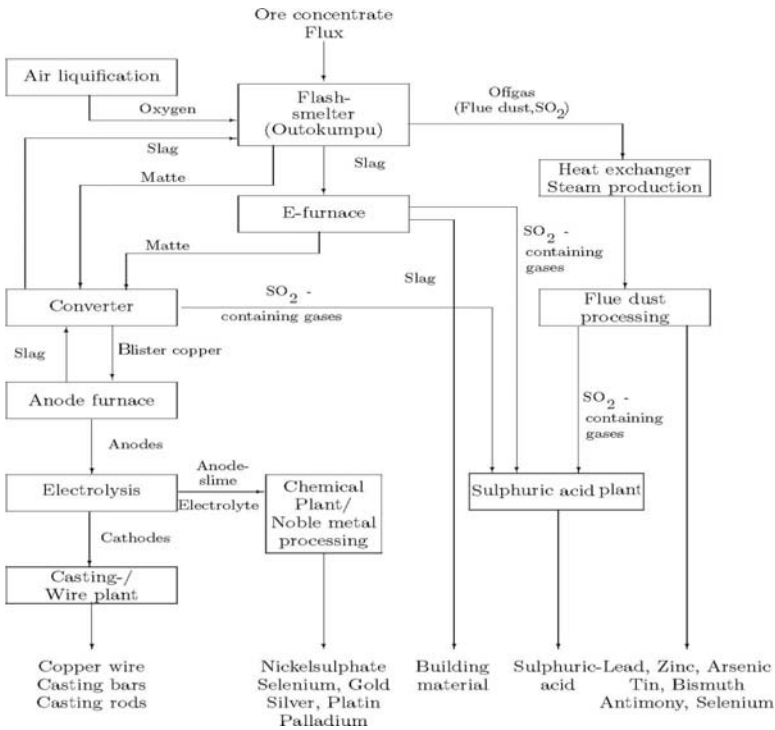 Ore concentrate
Flux
Air liquification
Oxygen
Flash-
smelter
(Outokumpu)
Offgas
(Flue dust,SO2)
Slag
Matte
Slag
Heat exchanger
Steam production
E-furnace
Matte
SO2 -
containing
gases
Slag
Converter
SO2 -
containing gases
Flue dust
processing
Slag
Blister copper
Anode furnace
SO2 -
containing
gases
Anodes
Electrolysis
Anode-
slime
Electrolyte
Chemical
Plant/
Noble metal
processing
Sulphuric acid plant
Cathodes
Casting-/
Wire plant
Copper wire
Casting bars
Casting rods
Nickelsulphate
Selenium, Gold
Silver, Platin
Palladium
Building
material
Sulphuric-
acid
Lead, Zinc, Arsenic
Tin, Bismuth
Antimony, Selenium